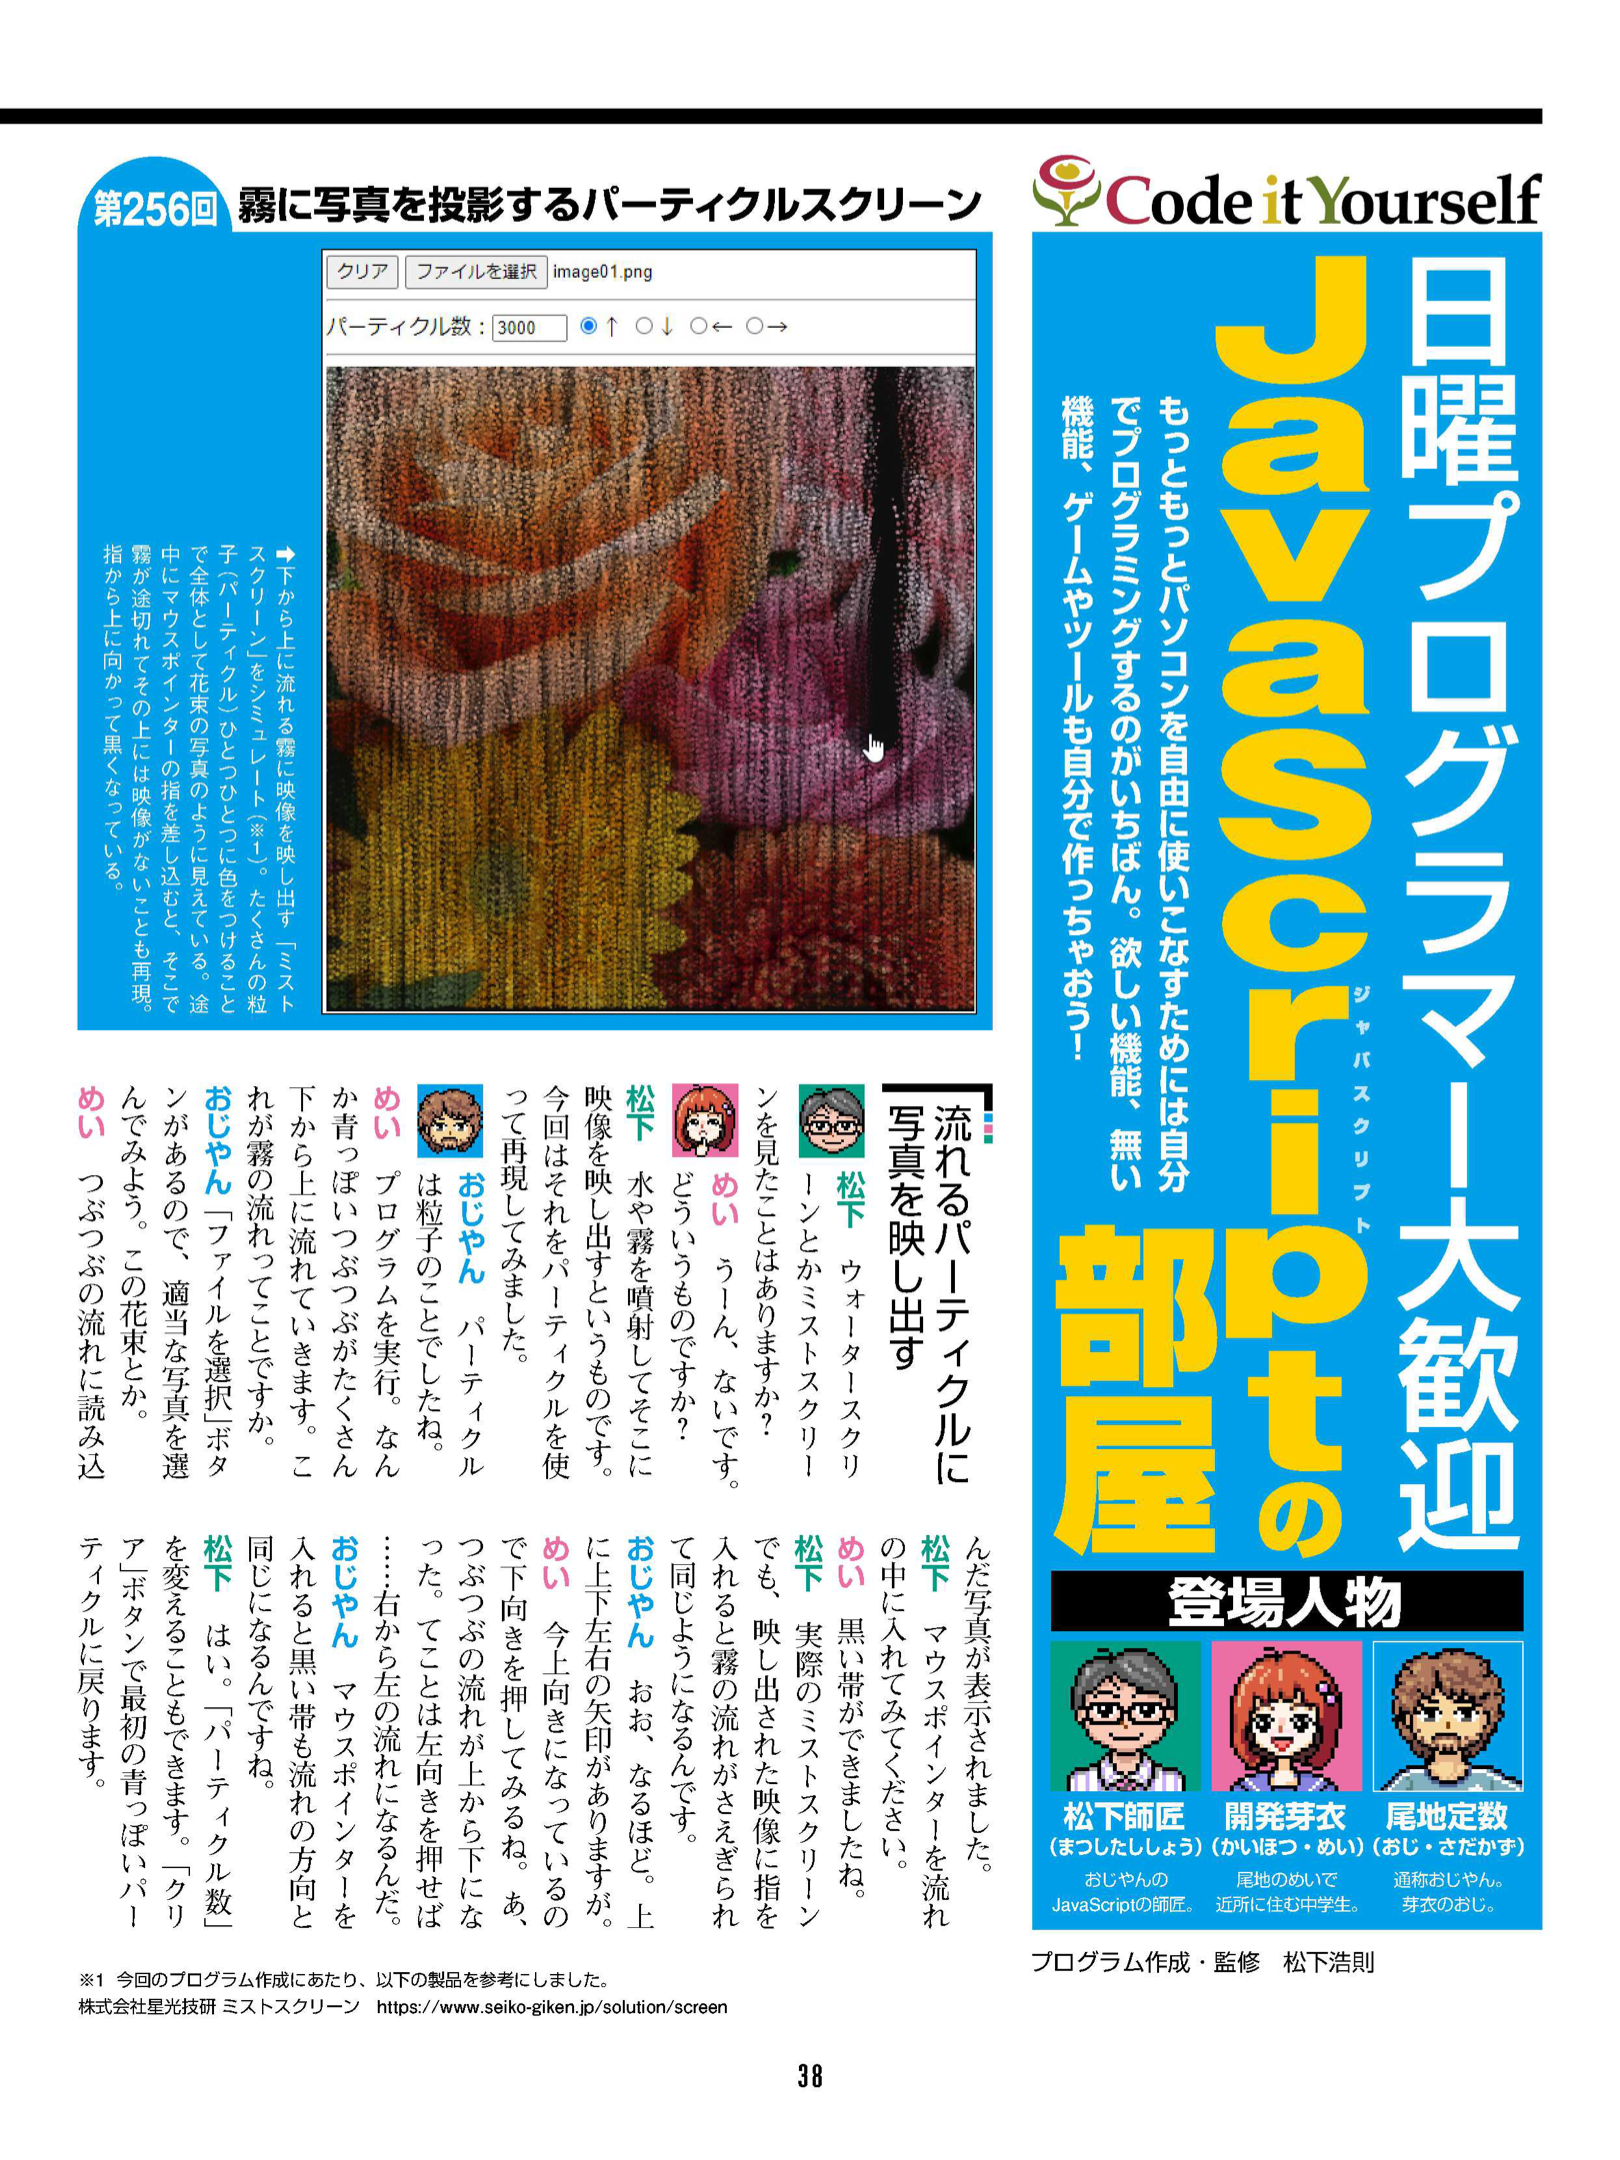 Code it Yourself
日曜プログラマー大歓迎
JavaScriptの
ジャバスクリプト
部屋
もっともっとパソコンを自由に使いこなすためには自分
でプログラミングするのがいちばん。欲しい機能、無い
機能、ゲームやツールも自分で作っちゃおう！
登場人物
松下師匠
（まつしたししょう）
おじやんの
JavaScriptの師匠。
開発芽衣
（かいほつ・めい）
尾地のめいで
近所に住む中学生。
尾地定数
（おじ・さだかず）
通称おじやん。
芽衣のおじ。
プログラム作成・監修　松下浩則
第256回
霧に写真を投影するパーティクルスクリーン
クリア ファイルを選択 image01.png
パーティクル数：3000 ↑ ↓ ← →
➡下から上に流れる霧に映像を映し出す「ミスト
スクリーン」をシミュレート（※1）。たくさんの粒
子（パーティクル）ひとつひとつに色をつけること
で全体として花束の写真のように見えている。途
中にマウスポインターの指を差し込むと、そこで
霧が途切れてその上には映像がないことも再現。
指から上に向かって黒くなっている。
流れるパーティクルに
写真を映し出す
松下　ウォータースクリ
ーンとかミストスクリー
ンを見たことはありますか？
めい　うーん、ないです。
どういうものですか？
松下　水や霧を噴射してそこに
映像を映し出すというものです。
今回はそれをパーティクルを使
って再現してみました。
おじやん　パーティクル
は粒子のことでしたね。
めい　プログラムを実行。なん
か青っぽいつぶつぶがたくさん
下から上に流れていきます。こ
れが霧の流れってことですか。
おじやん　「ファイルを選択」ボタ
ンがあるので、適当な写真を選
んでみよう。この花束とか。
めい　つぶつぶの流れに読み込
んだ写真が表示されました。
松下　マウスポインターを流れ
の中に入れてみてください。
めい　黒い帯ができましたね。
松下　実際のミストスクリーン
でも、映し出された映像に指を
入れると霧の流れがさえぎられ
て同じようになるんです。
おじやん　おお、なるほど。上
に上下左右の矢印がありますが。
めい　今上向きになっているの
で下向きを押してみるね。あ、
つぶつぶの流れが上から下にな
った。てことは左向きを押せば
……右から左の流れになるんだ。
おじやん　マウスポインターを
入れると黒い帯も流れの方向と
同じになるんですね。
松下　はい。「パーティクル数」
を変えることもできます。「クリ
ア」ボタンで最初の青っぽいパー
ティクルに戻ります。
※1 今回のプログラム作成にあたり、以下の製品を参考にしました。
株式会社星光技研 ミストスクリーン　https://www.seiko-giken.jp/solution/screen
38